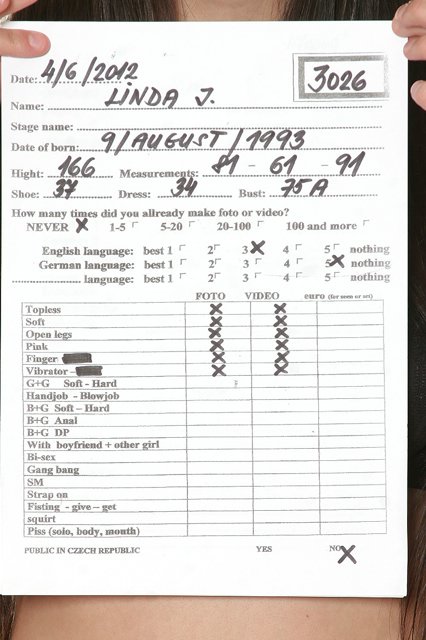 Date: 4/6/2012
3026
Name: LINDA J.
Stage name:
Date of born: 9/AUGUST/1993
Hight: 166 Measurements: 81 - 61 - 91
Shoe: 37 Dress: 34 Bust: 75A
How many times did you allready make foto or video?
NEVER X 1-5 5-20 20-100 100 and more
English language: best 1 2 3 X 4 5 nothing
German language: best 1 2 3 4 5 X nothing
language: best 1 2 3 4 5 nothing
FOTO VIDEO euro (for seen or set)
Topless X X
Soft X X
Open legs X X
Pink X X
Finger X X
Vibrator - X X
G+G Soft - Hard
Handjob - Blowjob
B+G Soft - Hard
B+G Anal
B+G DP
With boyfriend + other girl
Bi-sex
Gang bang
SM
Strap on
Fisting - give - get
squirt
Piss (solo, body, mouth)
PUBLIC IN CZECH REPUBLIC YES NO X